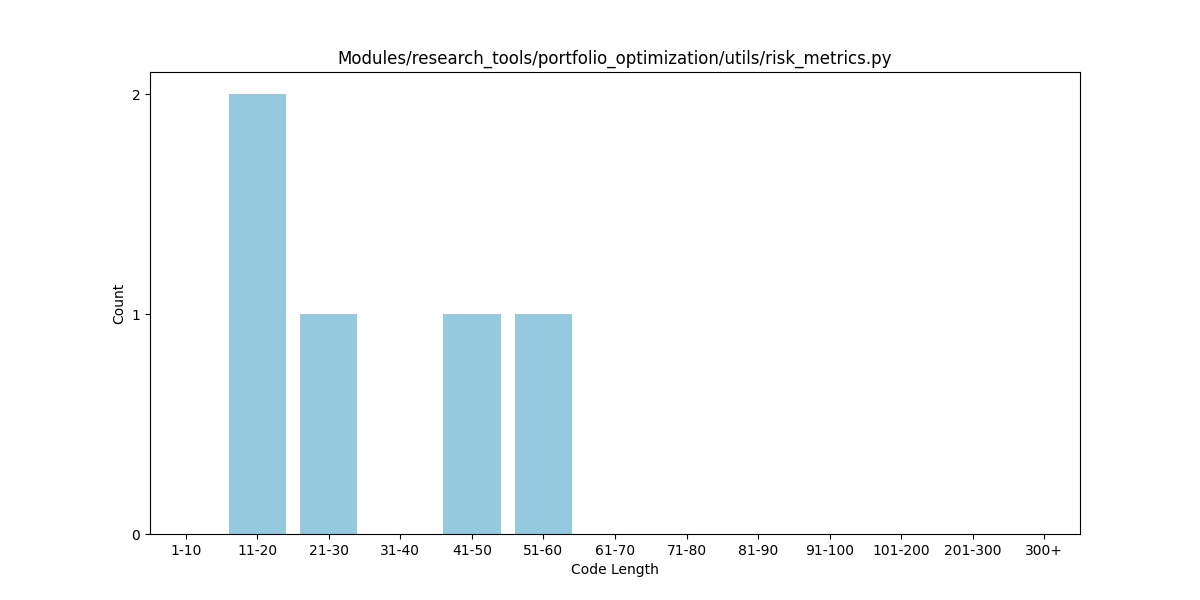 Modules/research_tools/portfolio_optimization/utils/risk_metrics.py
2
1
0
Count
1-10 11-20 21-30 31-40 41-50 51-60 61-70 71-80 81-90 91-100 101-200 201-300 300+
Code Length